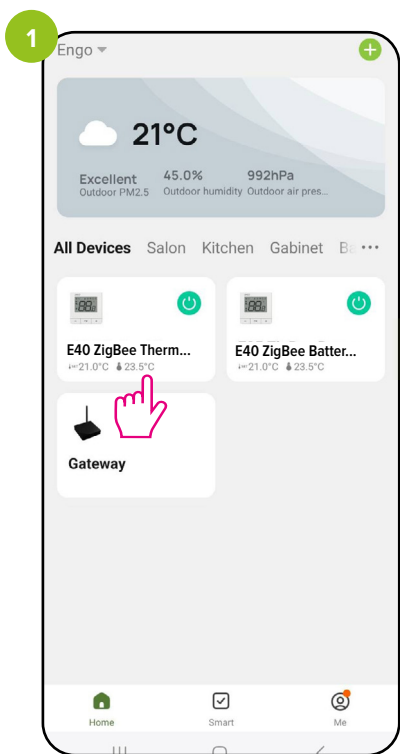 1
Engo
21°C
Excellent 45.0% 992hPa
Outdoor PM2.5 Outdoor humidity Outdoor air pres...
All Devices Salon Kitchen Gabinet
E40 ZigBee Therm... E40 ZigBee Batter...
21.0°C 23.5°C 21.0°C 23.5°C
Gateway
Home Smart Me